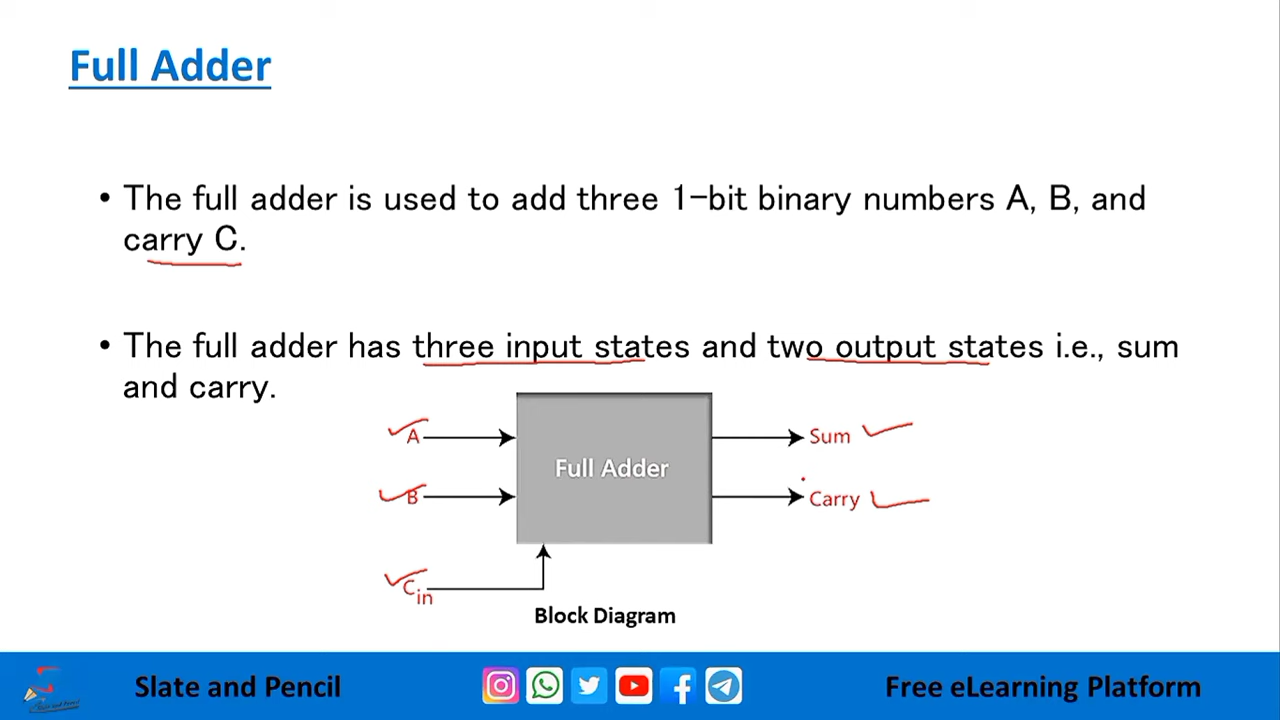 Full Adder
• The full adder is used to add three 1-bit binary numbers A, B, and
carry C.
• The full adder has three input states and two output states i.e., sum
and carry.
A
Sum
Full Adder
B
Carry
Cin
Block Diagram
Slate and Pencil
Free eLearning Platform